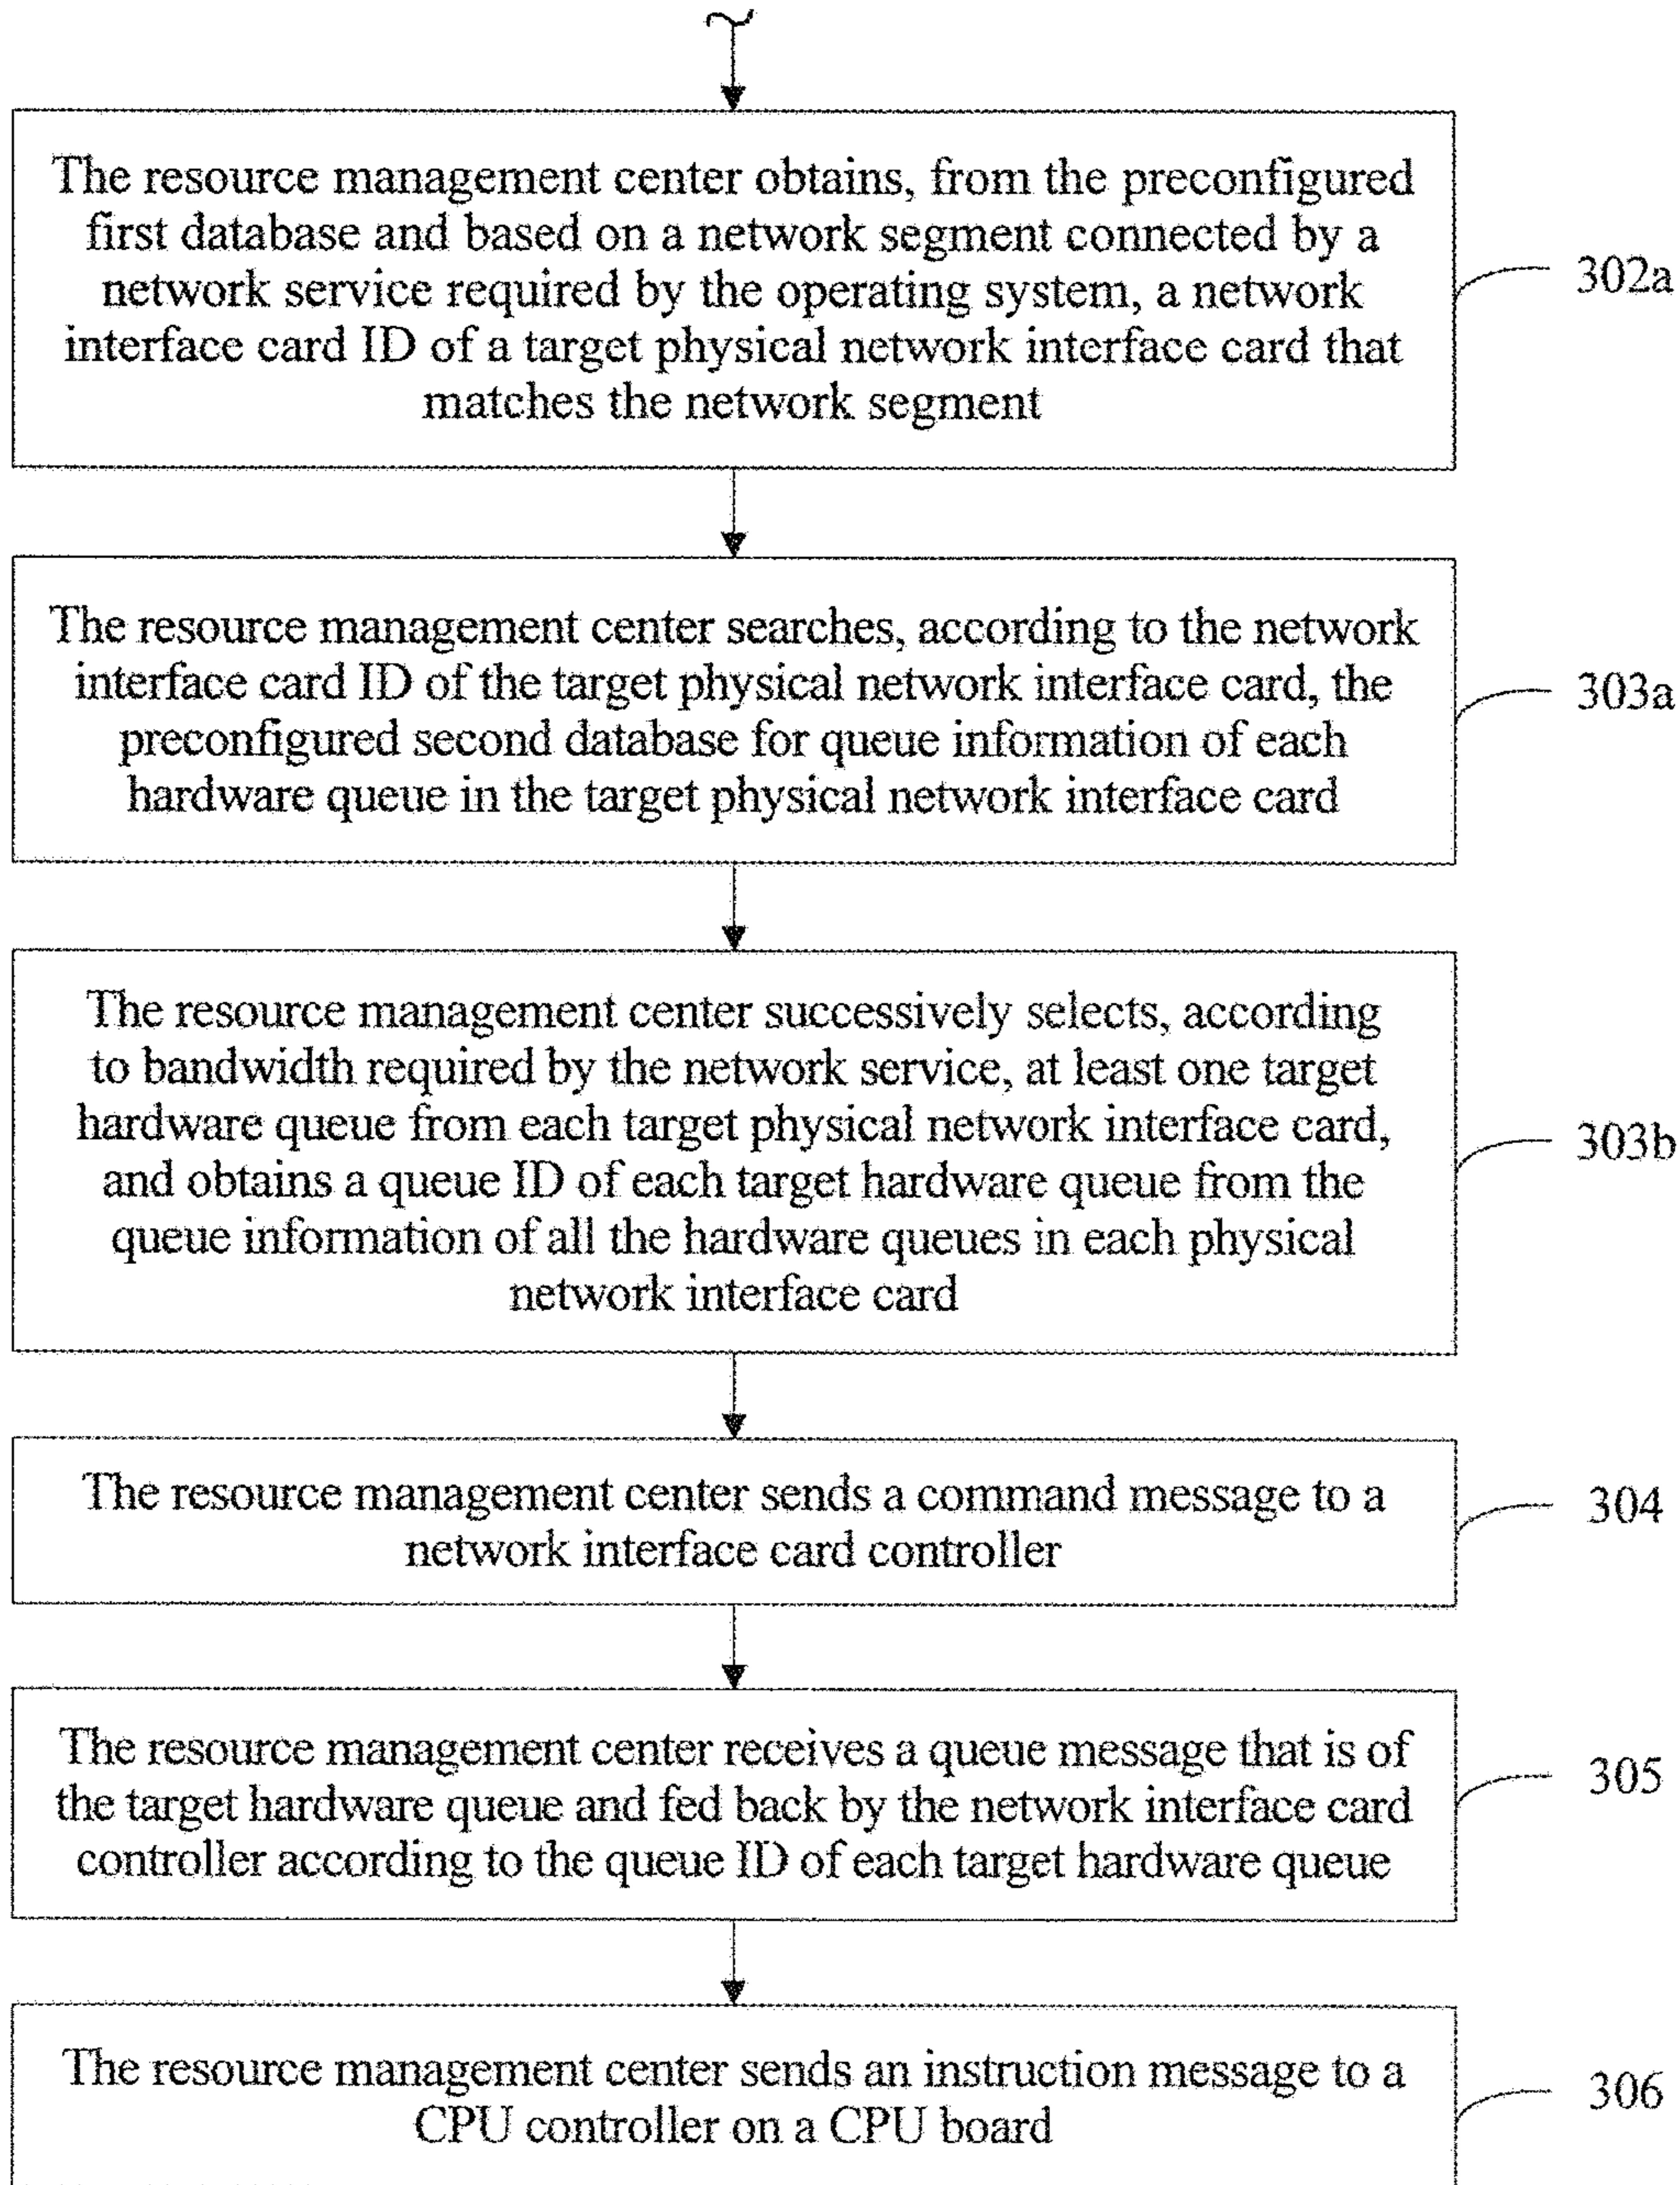 The resource management center obtains, from the preconfigured
first database and based on a network segment connected by a
network service required by the operating system, a network
interface card ID of a target physical network interface card that
matches the network segment
302a
The resource management center searches, according to the network
interface card ID of the target physical network interface card, the
preconfigured second database for queue information of each
hardware queue in the target physical network interface card
303a
The resource management center successively selects, according
to bandwidth required by the network service, at least one target
hardware queue from each target physical network interface card,
and obtains a queue ID of each target hardware queue from the
queue information of all the hardware queues in each physical
network interface card
303b
The resource management center sends a command message to a
network interface card controller
304
The resource management center receives a queue message that is of
the target hardware queue and fed back by the network interface card
controller according to the queue ID of each target hardware queue
305
The resource management center sends an instruction message to a
CPU controller on a CPU board
306